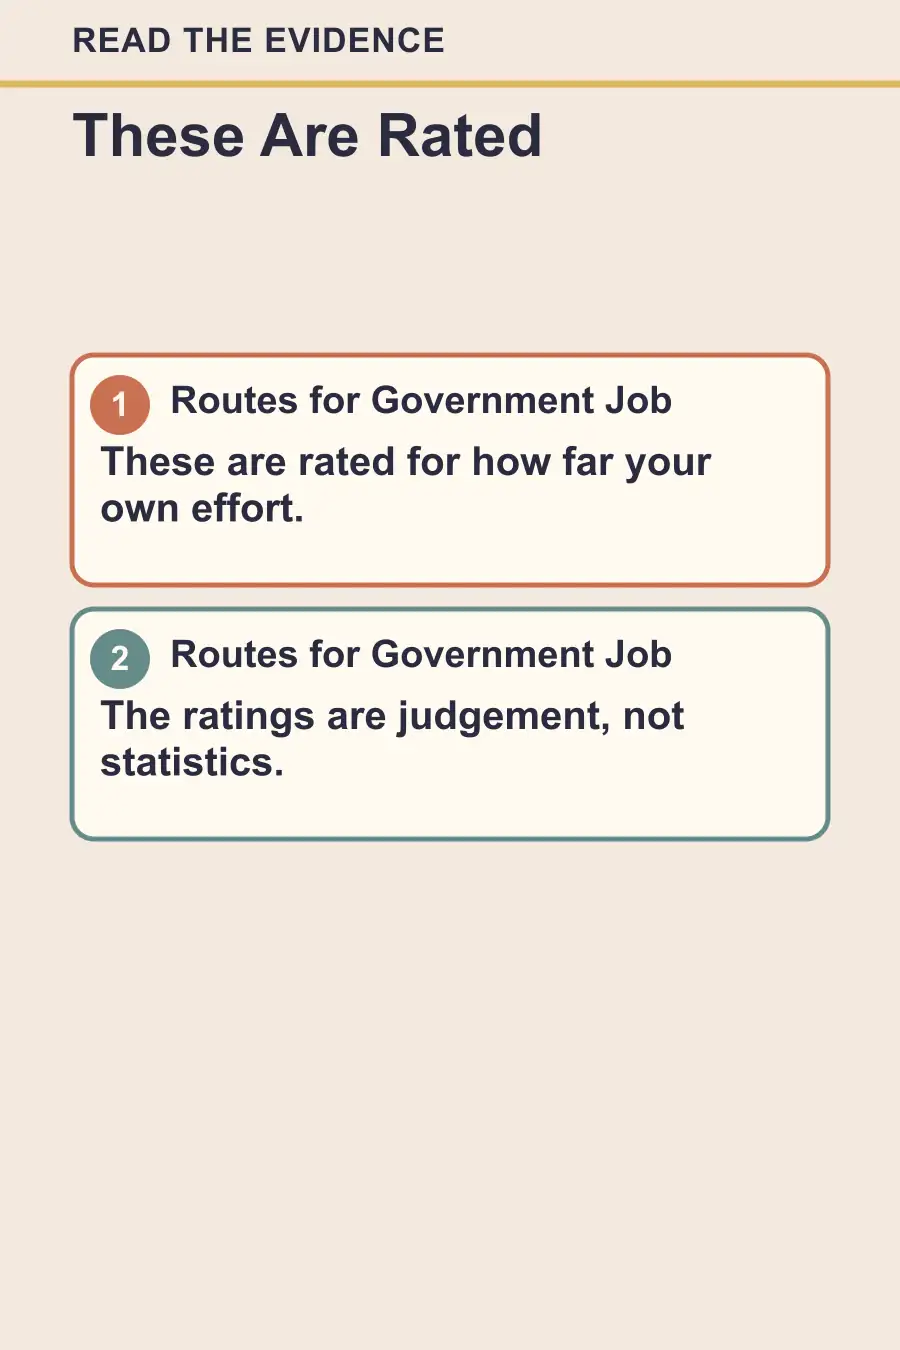 READ THE EVIDENCE
These Are Rated
1 Routes for Government Job
These are rated for how far your
own effort.
2 Routes for Government Job
The ratings are judgement, not
statistics.